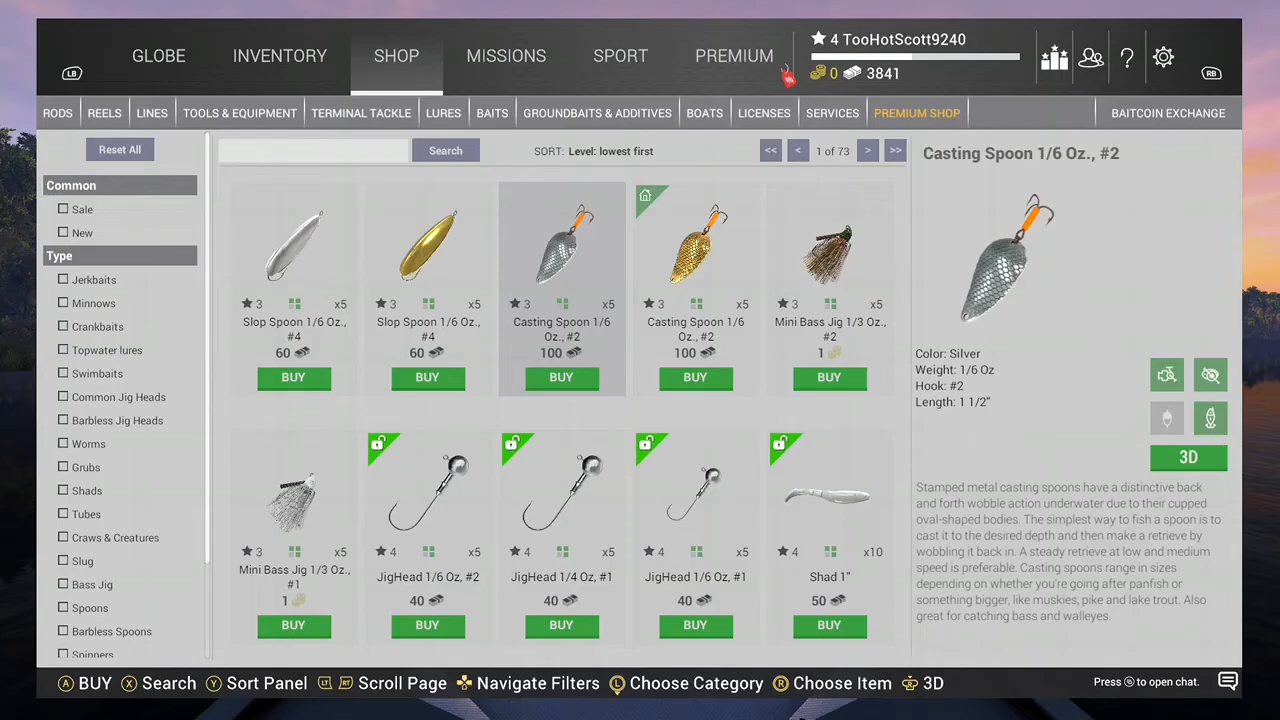 GLOBE INVENTORY SHOP MISSIONS SPORT PREMIUM
4 TooHotScott9240
0 3841
LB
RB
RODS REELS LINES TOOLS & EQUIPMENT TERMINAL TACKLE LURES BAITS GROUNDBAITS & ADDITIVES BOATS LICENSES SERVICES PREMIUM SHOP BAITCOIN EXCHANGE
Reset All
Common
Sale
New
Type
Jerkbaits
Minnows
Crankbaits
Topwater lures
Swimbaits
Common Jig Heads
Barbless Jig Heads
Worms
Grubs
Shads
Tubes
Craws & Creatures
Slug
Bass Jig
Spoons
Barbless Spoons
Spinners
Search SORT: Level: lowest first << < 1 of 73 > >>
3 x5
Slop Spoon 1/6 Oz.,
#4
60
BUY
3 x5
Slop Spoon 1/6 Oz.,
#4
60
BUY
3 x5
Casting Spoon 1/6
Oz., #2
100
BUY
3 x5
Casting Spoon 1/6
Oz., #2
100
BUY
3 x5
Mini Bass Jig 1/3 Oz.,
#2
1
BUY
3 x5
Mini Bass Jig 1/3 Oz.,
#1
1
BUY
4 x5
JigHead 1/6 Oz, #2
40
BUY
4 x5
JigHead 1/4 Oz, #1
40
BUY
4 x5
JigHead 1/6 Oz, #1
40
BUY
4 x10
Shad 1"
50
BUY
Casting Spoon 1/6 Oz., #2
Color: Silver
Weight: 1/6 Oz
Hook: #2
Length: 1 1/2"
3D
Stamped metal casting spoons have a distinctive back
and forth wobble action underwater due to their cupped
oval-shaped bodies. The simplest way to fish a spoon is to
cast it to the desired depth and then make a retrieve by
wobbling it back in. A steady retrieve at low and medium
speed is preferable. Casting spoons range in sizes
depending on whether you're going after panfish or
something bigger, like muskies, pike and lake trout. Also
great for catching bass and walleyes.
A BUY X Search Y Sort Panel LT RT Scroll Page Navigate Filters L Choose Category R Choose Item 3D
Press to open chat.